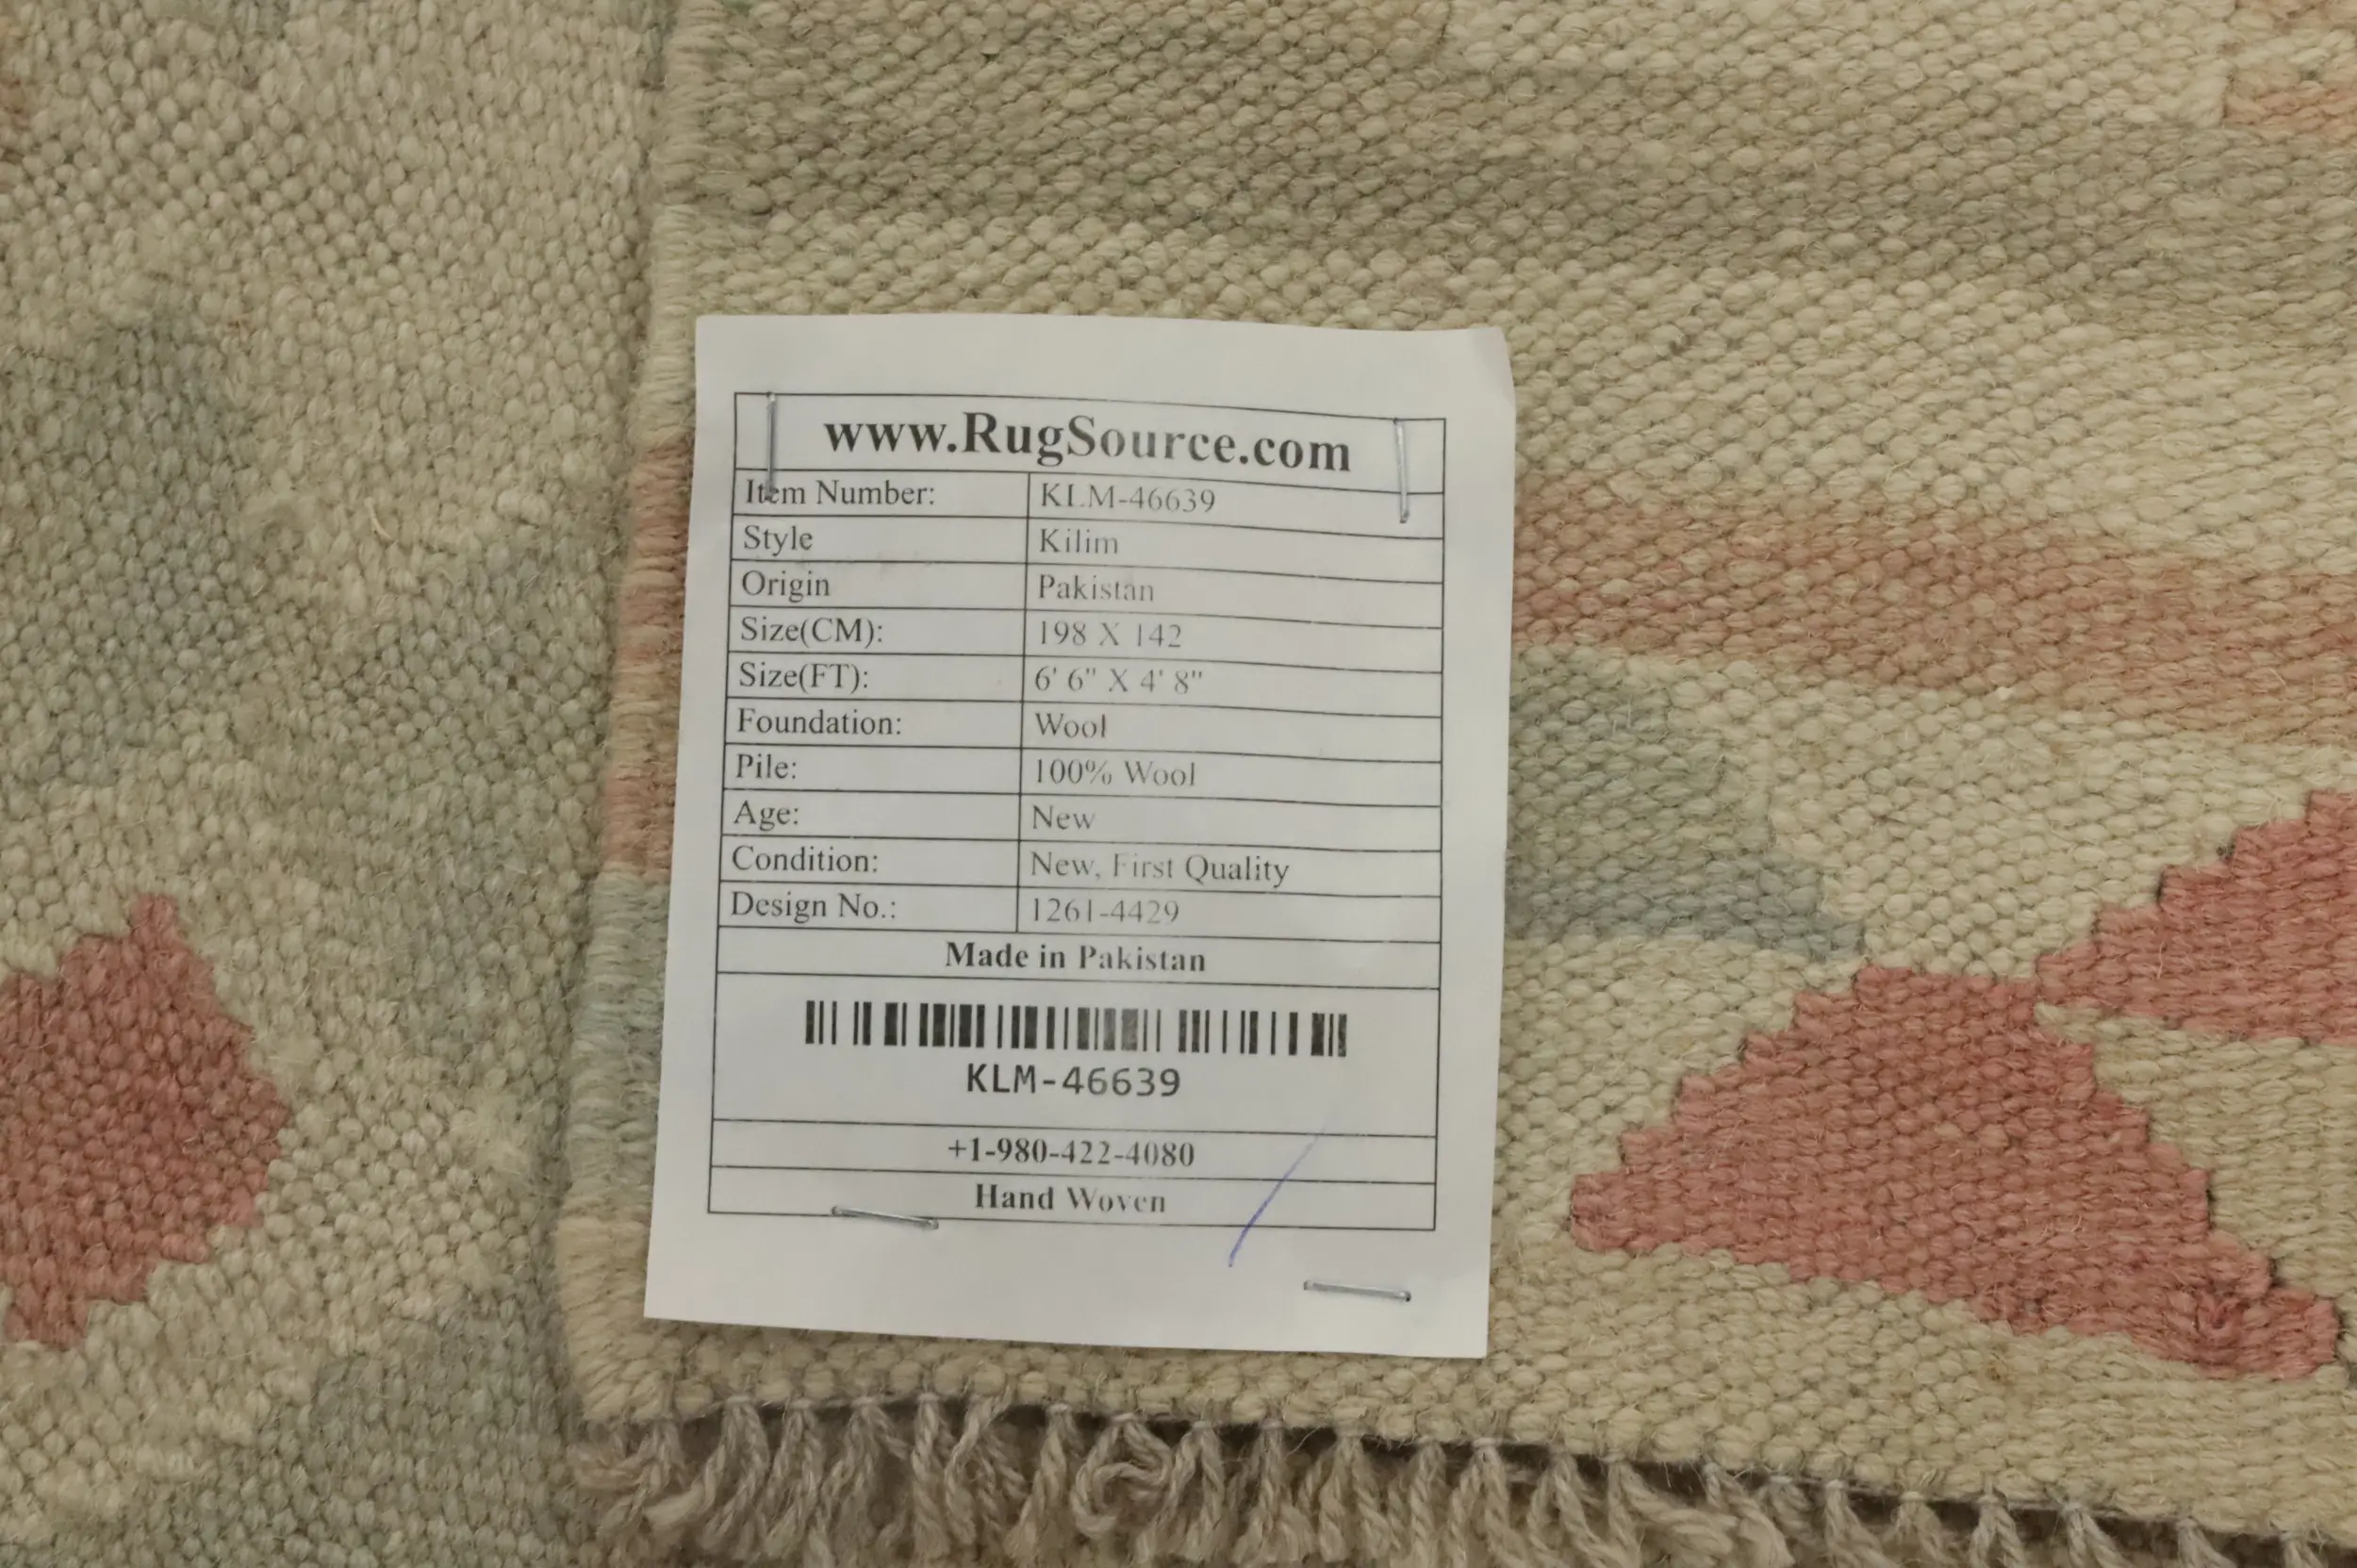 www.RugSource.com
Item Number: KLM-46639
Style Kilim
Origin Pakistan
Size(CM): 198 X 142
Size(FT): 6' 6" X 4' 8"
Foundation: Wool
Pile: 100% Wool
Age: New
Condition: New, First Quality
Design No.: 1261-4429
Made in Pakistan
KLM-46639
+1-980-422-4080
Hand Woven